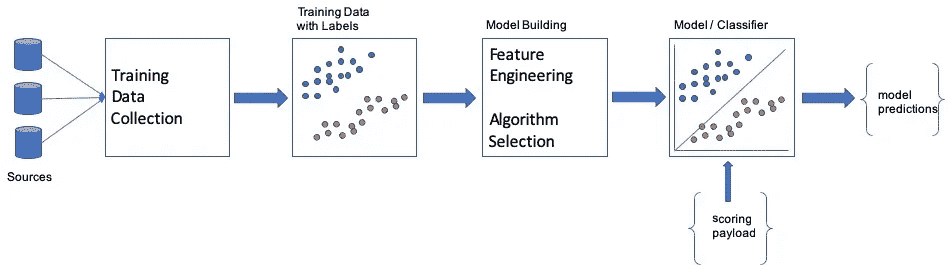 Sources
Training
Data
Collection
Training Data
with Labels
Model Building
Feature
Engineering
Algorithm
Selection
Model / Classifier
scoring
payload
model
predictions